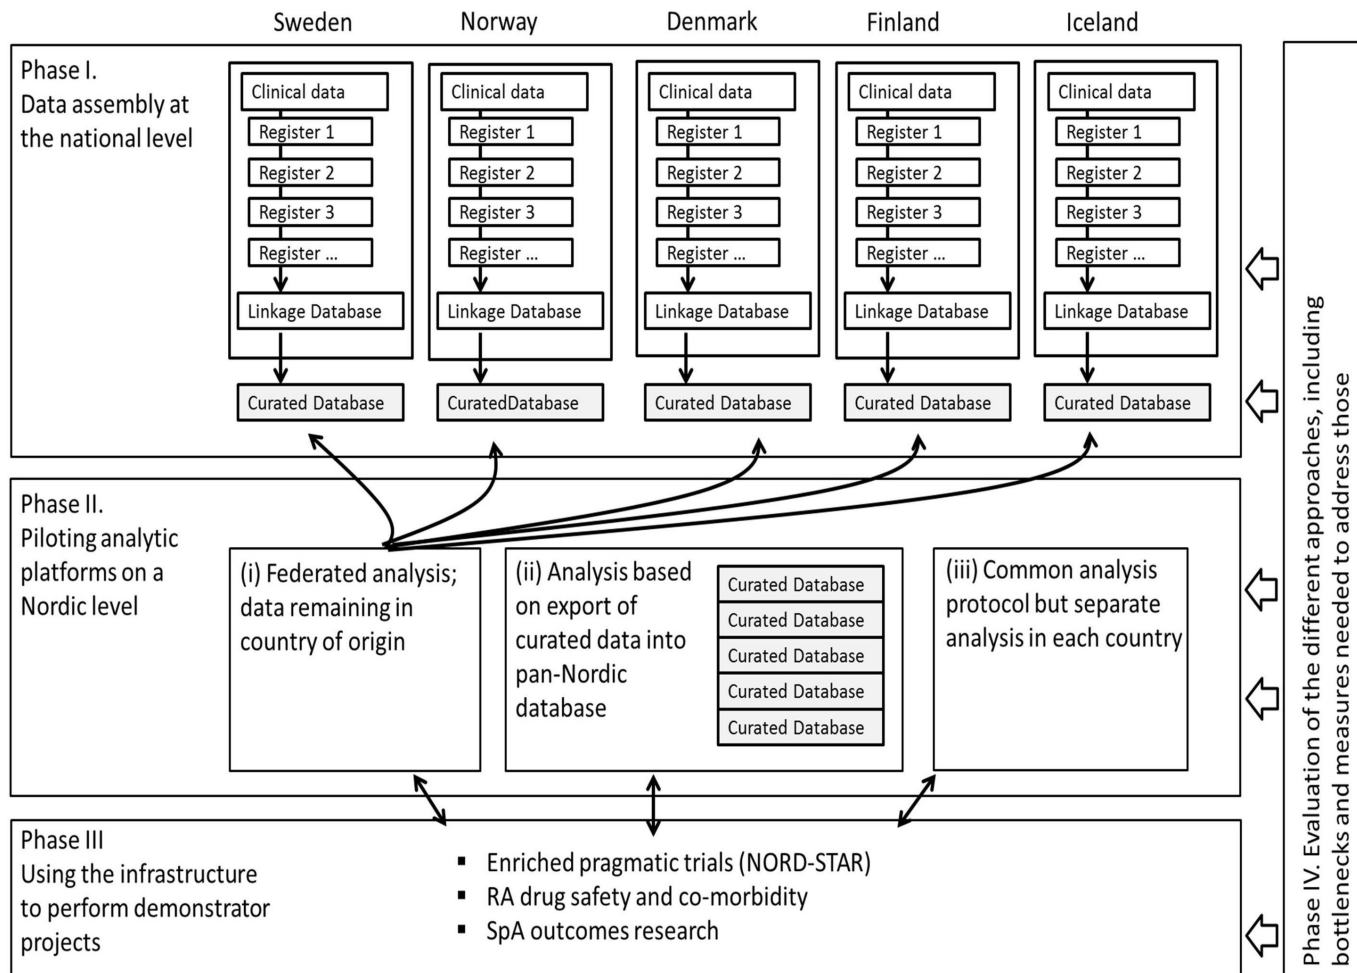 Sweden
Norway
Denmark
Finland
Iceland
Phase I.
Data assembly at
the national level
Clinical data
Register 1
Register 2
Register 3
Register ...
Linkage Database
Curated Database
Clinical data
Register 1
Register 2
Register 3
Register ...
Linkage Database
CuratedDatabase
Clinical data
Register 1
Register 2
Register 3
Register ...
Linkage Database
Curated Database
Clinical data
Register 1
Register 2
Register 3
Register ...
Linkage Database
Curated Database
Clinical data
Register 1
Register 2
Register 3
Register ...
Linkage Database
Curated Database
Phase II.
Piloting analytic
platforms on a
Nordic level
(i) Federated analysis;
data remaining in
country of origin
(ii) Analysis based
on export of
curated data into
pan-Nordic
database
Curated Database
Curated Database
Curated Database
Curated Database
Curated Database
(iii) Common analysis
protocol but separate
analysis in each country
Phase III
Using the infrastructure
to perform demonstrator
projects
▪ Enriched pragmatic trials (NORD-STAR)
▪ RA drug safety and co-morbidity
▪ SpA outcomes research
Phase IV. Evaluation of the different approaches, including
bottlenecks and measures needed to address those